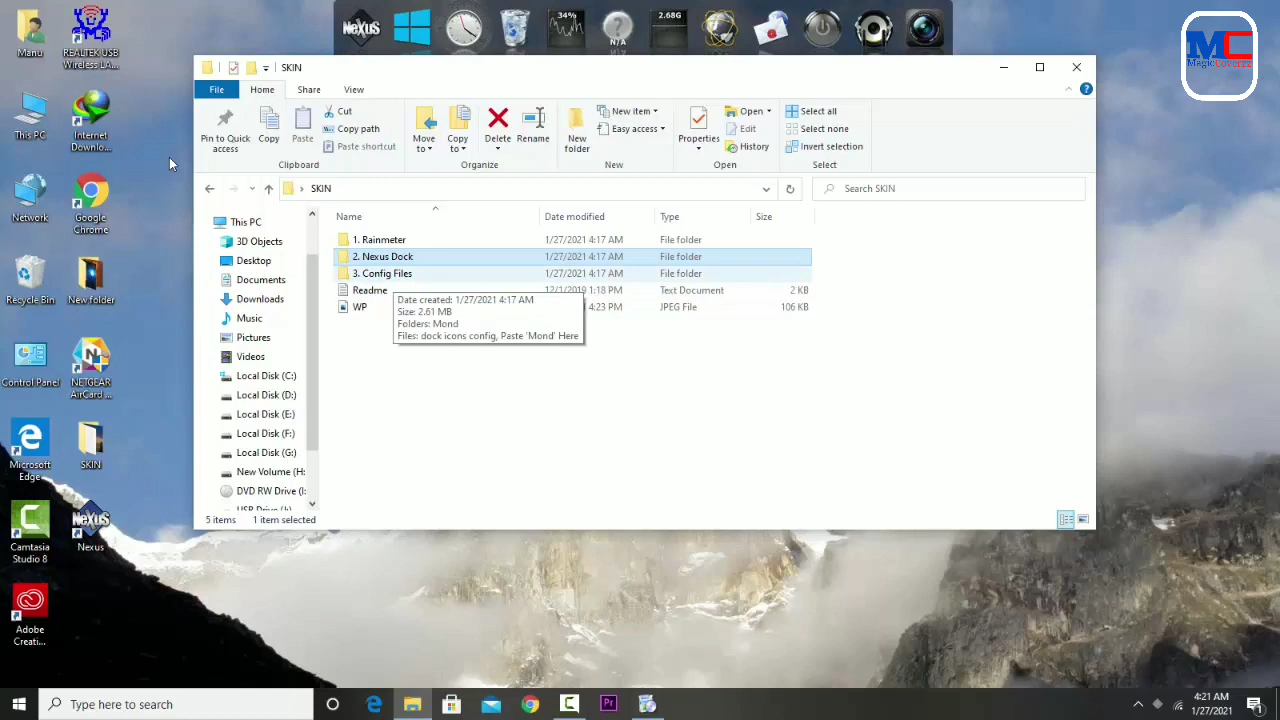 Manu
REALTEK USB
Wireless LA...
This PC
Internet
Downlo...
Network
Google
Chrome
Recycle Bin
New folder
Control Panel
NETGEAR
AirCard ...
Microsoft
Edge
SKIN
Camtasia
Studio 8
Nexus
Adobe
Creati...
NeXuS
34%
N/A
2.68G
MC
MagicCoverzz
SKIN
File Home Share View
Pin to Quick
access
Copy
Paste
Cut
Copy path
Paste shortcut
Clipboard
Move
to
Copy
to
Delete
Rename
Organize
New
folder
New item
Easy access
New
Properties
Open
Edit
History
Open
Select all
Select none
Invert selection
Select
SKIN
Search SKIN
This PC
3D Objects
Desktop
Documents
Downloads
Music
Pictures
Videos
Local Disk (C:)
Local Disk (D:)
Local Disk (E:)
Local Disk (F:)
Local Disk (G:)
New Volume (H:
DVD RW Drive (I:
Name Date modified Type Size
1. Rainmeter 1/27/2021 4:17 AM File folder
2. Nexus Dock 1/27/2021 4:17 AM File folder
3. Config Files 1/27/2021 4:17 AM File folder
Readme 12/1/2019 1:18 PM Text Document 2 KB
WP 4:23 PM JPEG File 106 KB
Date created: 1/27/2021 4:17 AM
Size: 2.61 MB
Folders: Mond
Files: dock icons config, Paste 'Mond' Here
5 items 1 item selected
Type here to search
Pr
4:21 AM
1/27/2021
1